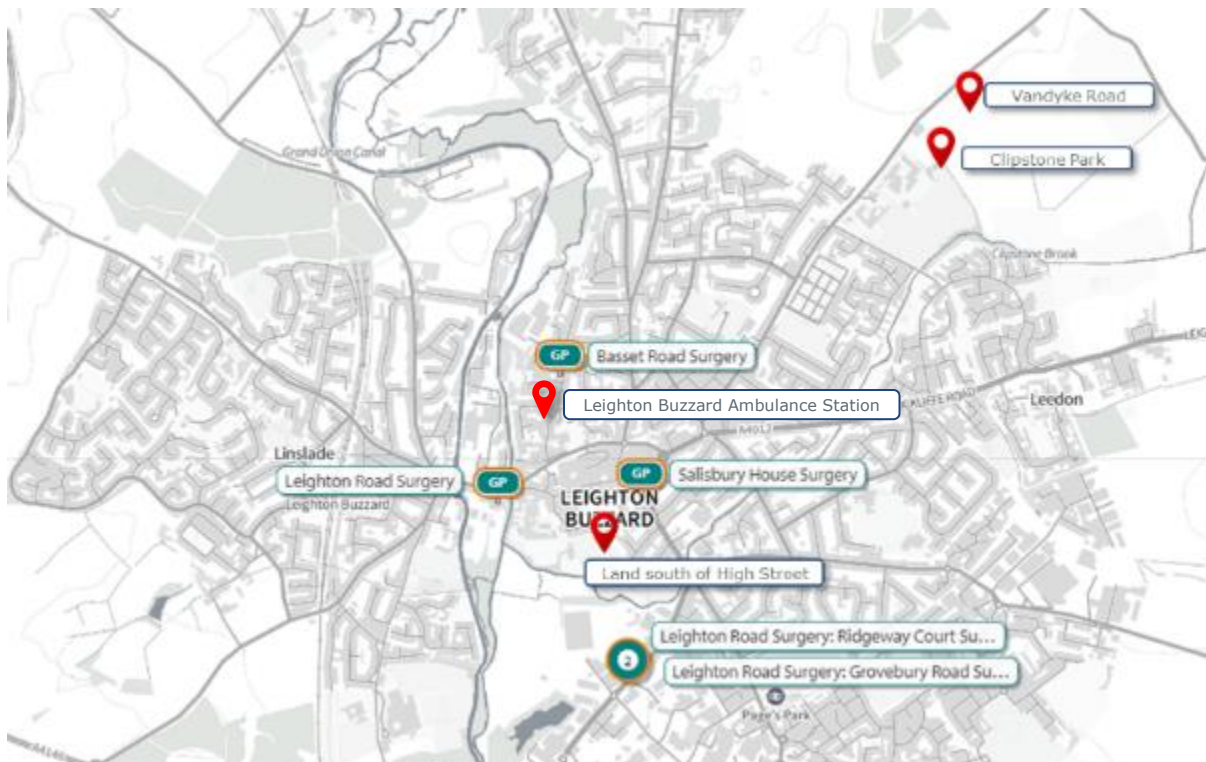 Vandyke Road
Clipstone Park
Grand Union Canal
Clipstone Brook
GP
Basset Road Surgery
Leighton Buzzard Ambulance Station
Leedon
A4012
Linslade
Leighton Road Surgery
GP
GP
Salisbury House Surgery
Leighton Buzzard
LEIGHTON
BUZZARD
Land south of High Street
Leighton Road Surgery: Ridgeway Court Su...
2
Leighton Road Surgery: Grovebury Road Su...
Page's Park